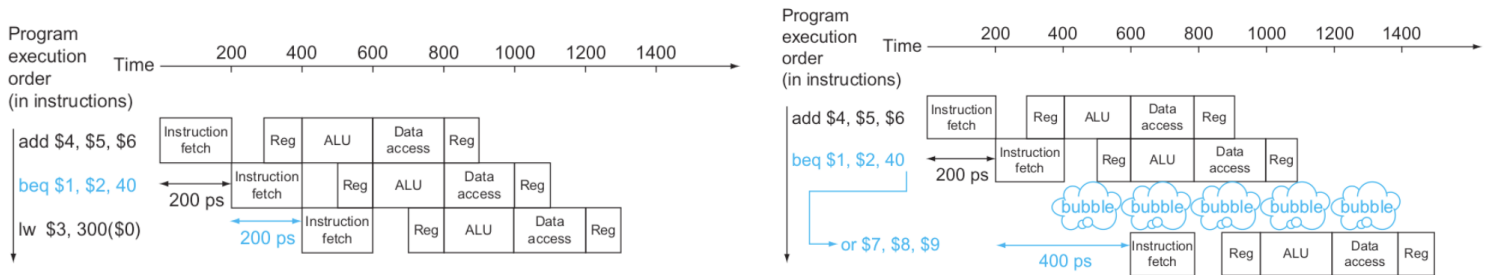 Program
execution
order
(in instructions)
Time
200 400 600 800 1000 1200 1400
add $4, $5, $6
Instruction
fetch
Reg
ALU
Data
access
Reg
beq $1, $2, 40
200 ps
Instruction
fetch
Reg
ALU
Data
access
Reg
lw $3, 300($0)
200 ps
Instruction
fetch
Reg
ALU
Data
access
Reg
Program
execution
order
(in instructions)
Time
200 400 600 800 1000 1200 1400
add $4, $5, $6
Instruction
fetch
Reg
ALU
Data
access
Reg
beq $1, $2, 40
200 ps
Instruction
fetch
Reg
ALU
Data
access
Reg
bubble bubble bubble bubble bubble
or $7, $8, $9
400 ps
Instruction
fetch
Reg
ALU
Data
access
Reg